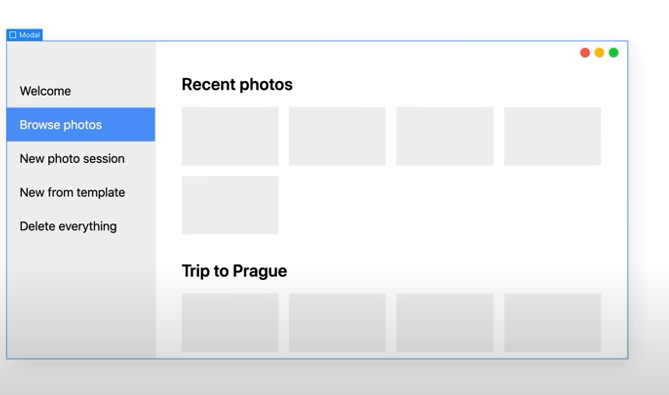 Modal
Welcome
Browse photos
New photo session
New from template
Delete everything
Recent photos
Trip to Prague